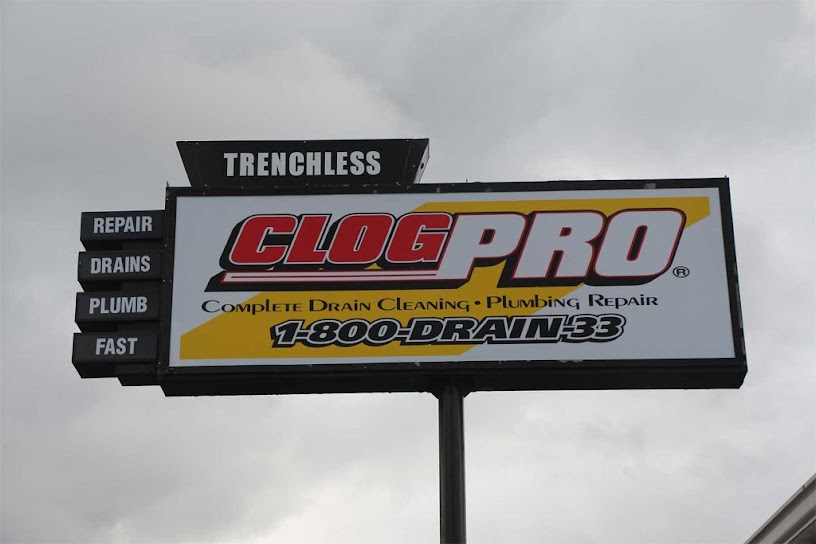 TRENCHLESS
REPAIR
DRAINS
PLUMB
FAST
CLOGPRO®
COMPLETE DRAIN CLEANING • PLUMBING REPAIR
1-800-DRAIN-33